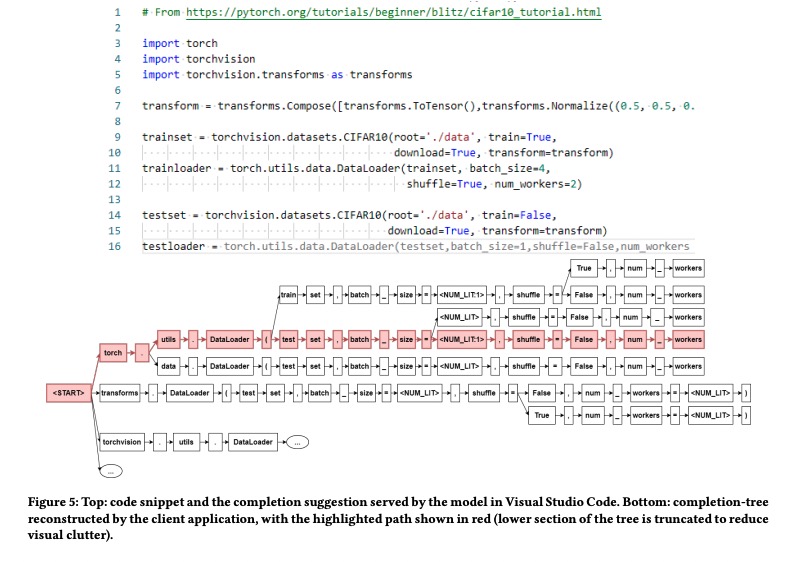 1 # From https://pytorch.org/tutorials/beginner/blitz/cifar10_tutorial.html
2
3 import torch
4 import torchvision
5 import torchvision.transforms as transforms
6
7 transform = transforms.Compose([transforms.ToTensor(),transforms.Normalize((0.5, 0.5, 0.
8
9 trainset = torchvision.datasets.CIFAR10(root='./data', train=True,
10 download=True, transform=transform)
11 trainloader = torch.utils.data.DataLoader(trainset, batch_size=4,
12 shuffle=True, num_workers=2)
13
14 testset = torchvision.datasets.CIFAR10(root='./data', train=False,
15 download=True, transform=transform)
16 testloader = torch.utils.data.DataLoader(testset,batch_size=1,shuffle=False,num_workers
True , num _ workers
train set , batch _ size = <NUM_LIT:1> , shuffle = False , num _ workers
<NUM_LIT> , shuffle = False , num _ workers
utils . DataLoader ( test set , batch _ size = <NUM_LIT:1> , shuffle = False , num _ workers
torch .
data . DataLoader ( test set , batch _ size = <NUM_LIT> , shuffle = False , num _ workers
<START> transforms . DataLoader ( test set , batch _ size = <NUM_LIT> , shuffle = False , num _ workers = <NUM_LIT> )
True , num _ workers = <NUM_LIT> )
torchvision . utils . DataLoader ...
...
Figure 5: Top: code snippet and the completion suggestion served by the model in Visual Studio Code. Bottom: completion-tree
reconstructed by the client application, with the highlighted path shown in red (lower section of the tree is truncated to reduce
visual clutter).